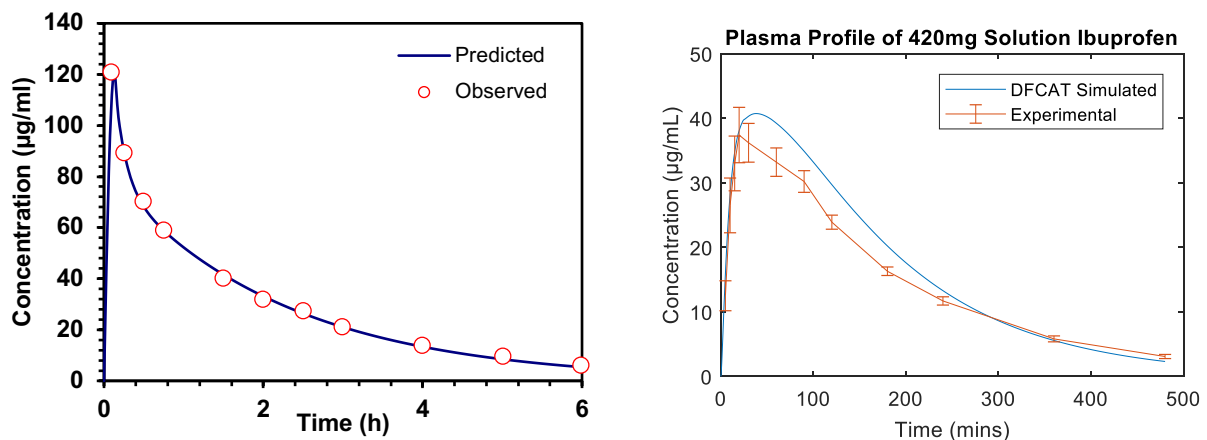 140
120
100
80
60
40
20
0
0
2
4
6
Concentration (µg/ml)
Time (h)
Predicted
Observed
Plasma Profile of 420mg Solution Ibuprofen
50
40
30
20
10
0
0
100
200
300
400
500
Concentration (µg/mL)
Time (mins)
DFCAT Simulated
Experimental